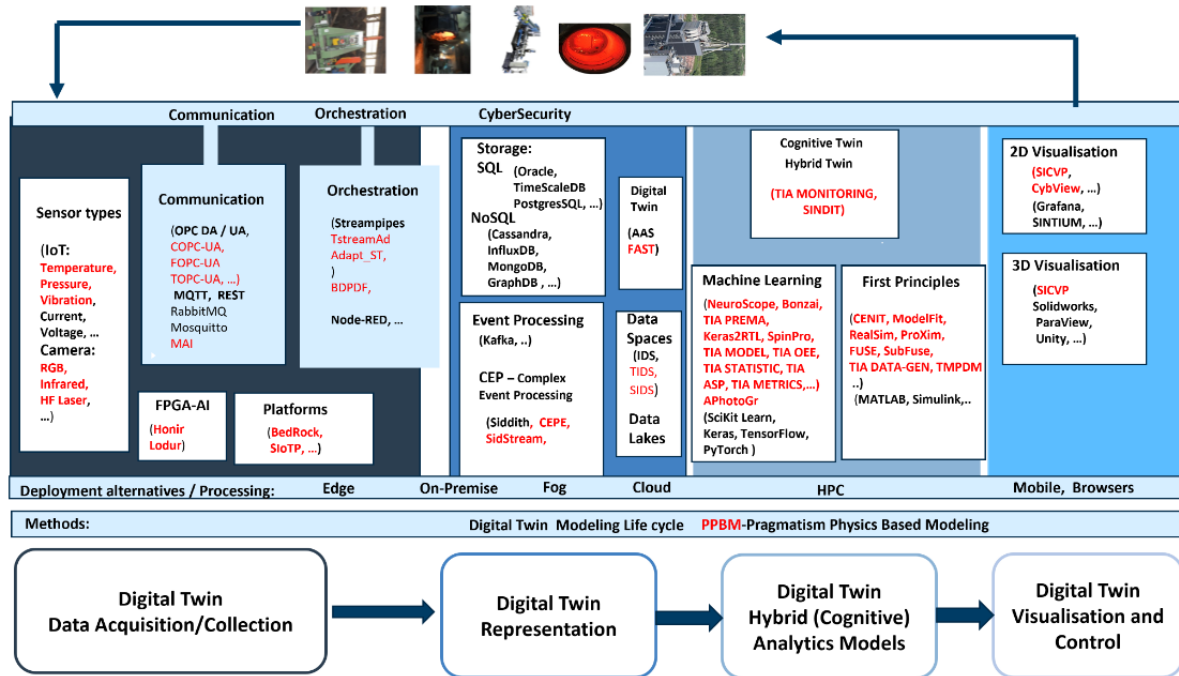 Communication
Orchestration
CyberSecurity
Sensor types
(IoT:
Temperature,
Pressure,
Vibration,
Current,
Voltage, ...
Camera:
RGB,
Infrared,
HF Laser,
...)
Communication
(OPC DA / UA,
COPC-UA,
FOPC-UA
TOPC-UA, ...)
MQTT, REST
RabbitMQ
Mosquitto
MAI
Orchestration
(Streampipes
TstreamAd
Adapt_ST,
)
BDPDF,
Node-RED, ...
FPGA-AI
(Honir
Lodur)
Platforms
(BedRock,
SIoTP, ...)
Storage:
SQL (Oracle,
TimeScaleDB
PostgresSQL, ...)
NoSQL
(Cassandra,
InfluxDB,
MongoDB,
GraphDB , ...)
Digital
Twin
(AAS
FAST)
Event Processing
(Kafka, ..)
CEP – Complex
Event Processing
(Siddith, CEPE,
SidStream,
Data
Spaces
(IDS,
TIDS,
SIDS)
Data
Lakes
Cognitive Twin
Hybrid Twin
(TIA MONITORING,
SINDIT)
Machine Learning
(NeuroScope, Bonzai,
TIA PREMA,
Keras2RTL, SpinPro,
TIA MODEL, TIA OEE,
TIA STATISTIC, TIA
ASP, TIA METRICS,...)
APhotoGr
(SciKit Learn,
Keras, TensorFlow,
PyTorch )
First Principles
(CENIT, ModelFit,
RealSim, ProXim,
FUSE, SubFuse,
TIA DATA-GEN, TMPDM
..)
(MATLAB, Simulink,..
2D Visualisation
(SICVP,
CybView, ...)
(Grafana,
SINTIUM, ...)
3D Visualisation
(SICVP
Solidworks,
ParaView,
Unity, ...)
Deployment alternatives / Processing:
Edge
On-Premise
Fog
Cloud
HPC
Mobile, Browsers
Methods:
Digital Twin Modeling Life cycle PPBM-Pragmatism Physics Based Modeling
Digital Twin
Data Acquisition/Collection
Digital Twin
Representation
Digital Twin
Hybrid (Cognitive)
Analytics Models
Digital Twin
Visualisation and
Control